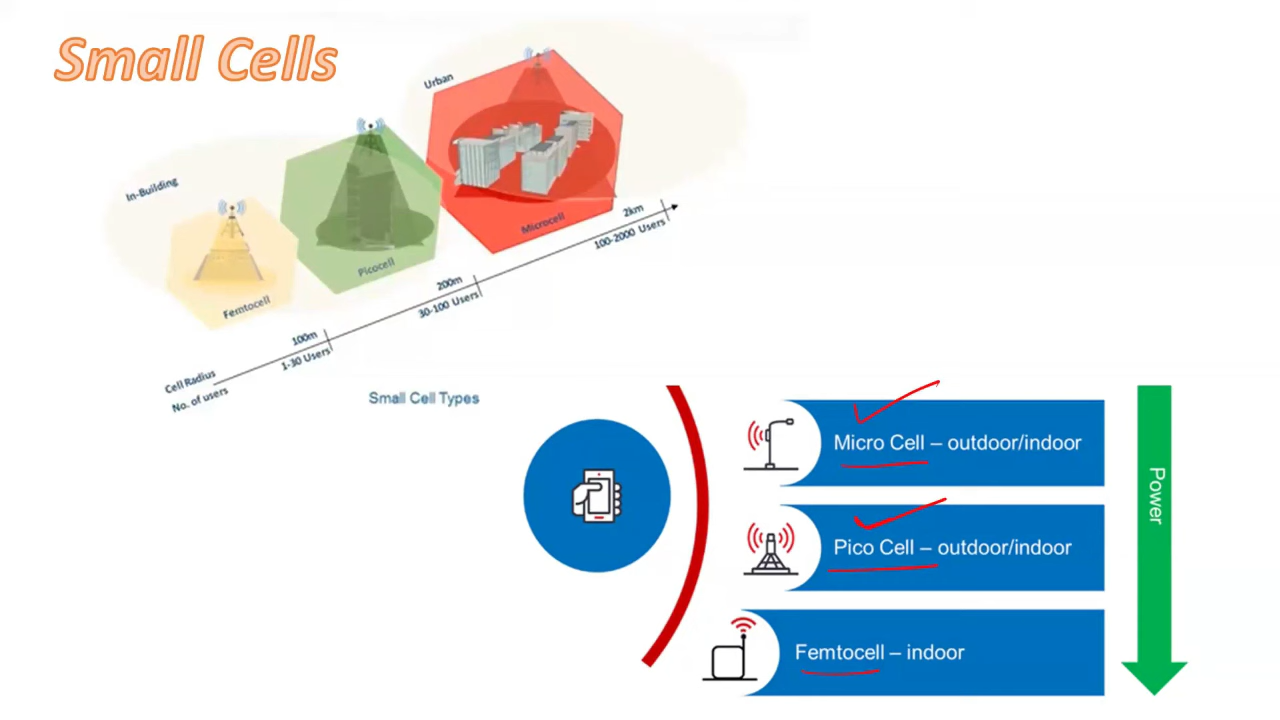 Small Cells
Urban
In-Building
Microcell
Picocell
Femtocell
2km
100-2000 Users
200m
30-100 Users
100m
1-30 Users
Cell Radius
No. of users
Small Cell Types
Micro Cell – outdoor/indoor
Pico Cell – outdoor/indoor
Femtocell – indoor
Power